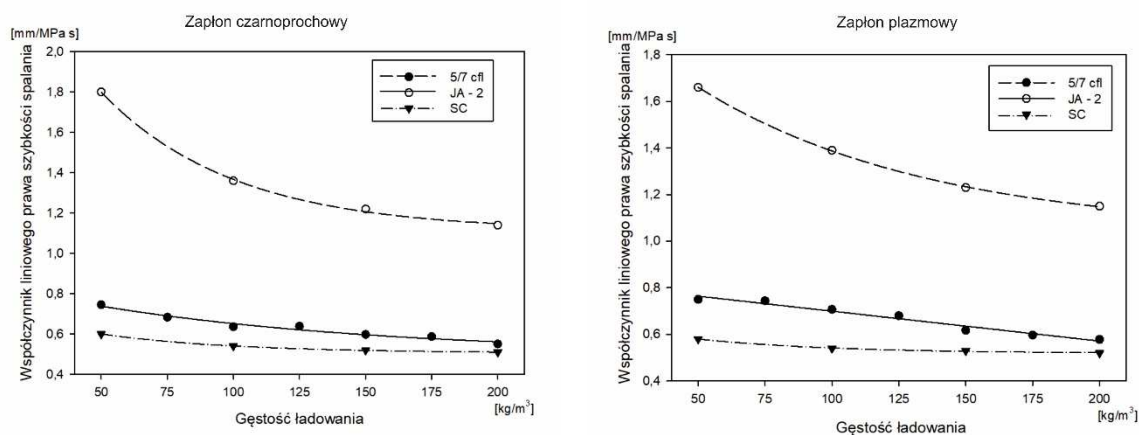 Zapłon czarnoprochowy
[mm/MPa s]
Współczynnik liniowego prawa szybkości spalania
2,0
1,8
1,6
1,4
1,2
1,0
0,8
0,6
0,4
5/7 cfl
JA - 2
SC
50
75
100
125
150
175
200
[kg/m³]
Gęstość ładowania
Zapłon plazmowy
[mm/MPa s]
Współczynnik liniowego prawa szybkości spalania
1,8
1,6
1,4
1,2
1,0
0,8
0,6
0,4
5/7 cfl
JA - 2
SC
50
75
100
125
150
175
200
[kg/m³]
Gęstość ładowania